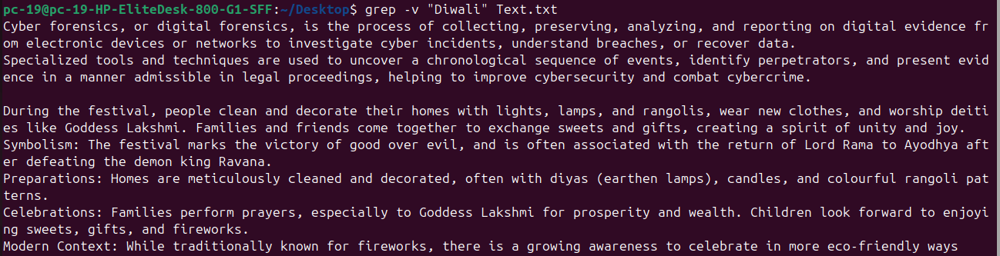 pc-19@pc-19-HP-EliteDesk-800-G1-SFF:~/Desktop$ grep -v "Diwali" Text.txt
Cyber forensics, or digital forensics, is the process of collecting, preserving, analyzing, and reporting on digital evidence fr
om electronic devices or networks to investigate cyber incidents, understand breaches, or recover data.
Specialized tools and techniques are used to uncover a chronological sequence of events, identify perpetrators, and present evid
ence in a manner admissible in legal proceedings, helping to improve cybersecurity and combat cybercrime.

During the festival, people clean and decorate their homes with lights, lamps, and rangolis, wear new clothes, and worship deiti
es like Goddess Lakshmi. Families and friends come together to exchange sweets and gifts, creating a spirit of unity and joy.
Symbolism: The festival marks the victory of good over evil, and is often associated with the return of Lord Rama to Ayodhya aft
er defeating the demon king Ravana.
Preparations: Homes are meticulously cleaned and decorated, often with diyas (earthen lamps), candles, and colourful rangoli pat
terns.
Celebrations: Families perform prayers, especially to Goddess Lakshmi for prosperity and wealth. Children look forward to enjoyi
ng sweets, gifts, and fireworks.
Modern Context: While traditionally known for fireworks, there is a growing awareness to celebrate in more eco-friendly ways